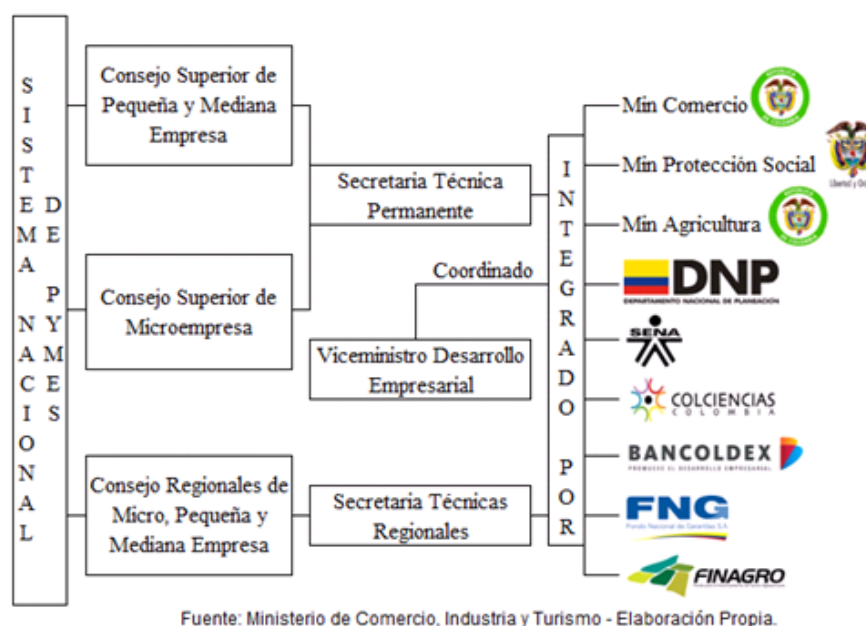 SISTEMA NACIONAL
DE PYMES
Consejo Superior de
Pequeña y Mediana
Empresa
Consejo Superior de
Microempresa
Consejo Regionales de
Micro, Pequeña y
Mediana Empresa
Secretaria Técnica
Permanente
Coordinado
Viceministro Desarrollo
Empresarial
Secretaria Técnicas
Regionales
INTEGRADO POR
Min Comercio
Min Protección Social
Min Agricultura
DNP
DEPARTAMENTO NACIONAL DE PLANEACIÓN
SENA
COLCIENCIAS
COLOMBIA
BANCOLDEX
PROMUEVE EL DESARROLLO EMPRESARIAL
FNG
Fondo Nacional de Garantías S.A.
FINAGRO
Fuente: Ministerio de Comercio, Industria y Turismo - Elaboración Propia.